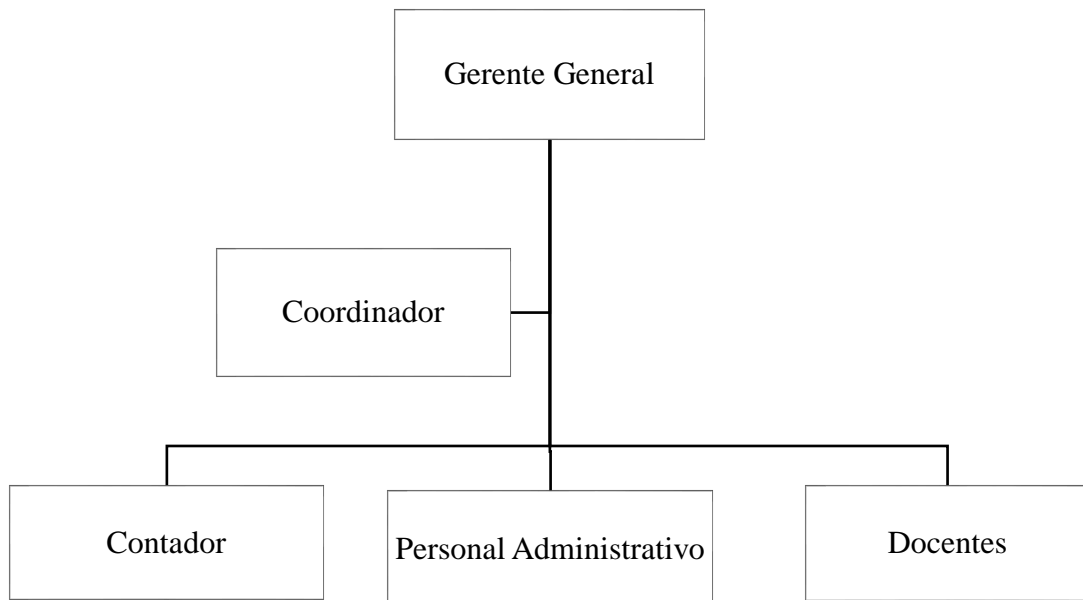 Gerente General
Coordinador
Contador
Personal Administrativo
Docentes